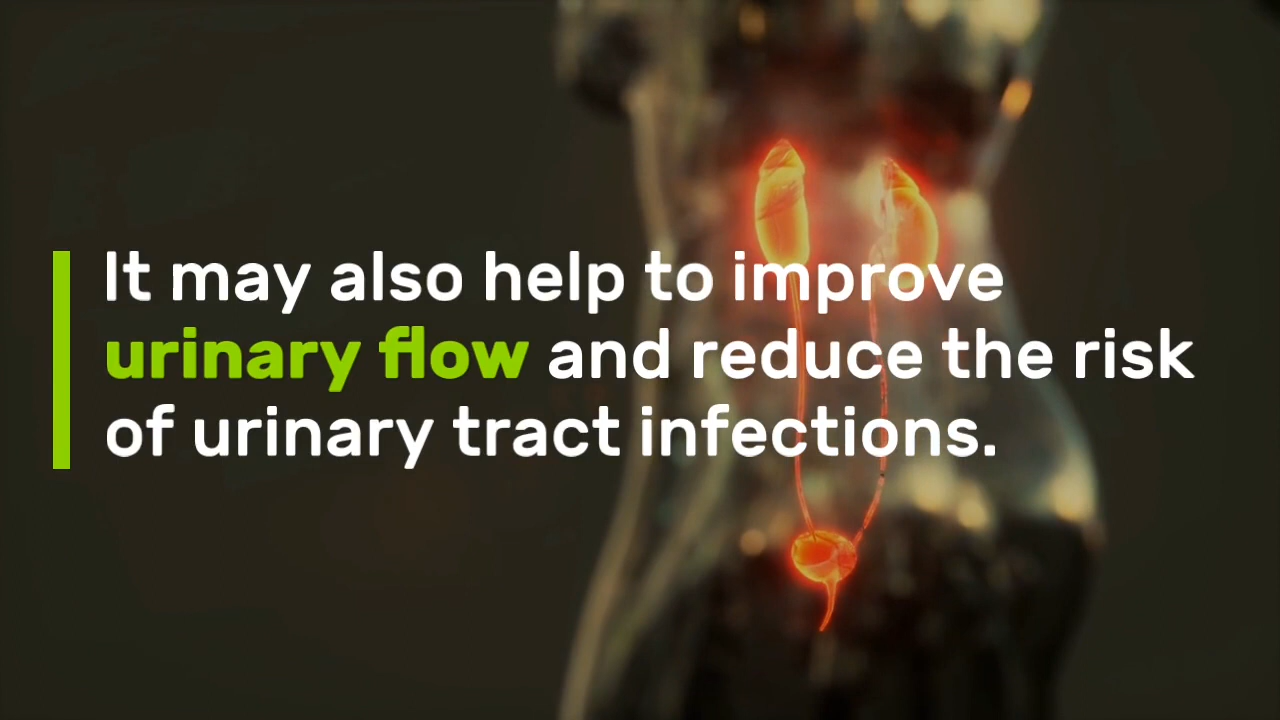 It may also help to improve
urinary flow and reduce the risk
of urinary tract infections.